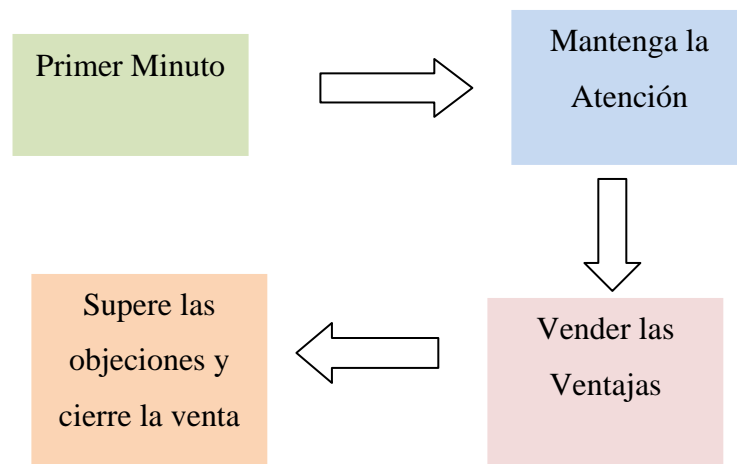 Primer Minuto
Mantenga la
Atención
Vender las
Ventajas
Supere las
objeciones y
cierre la venta